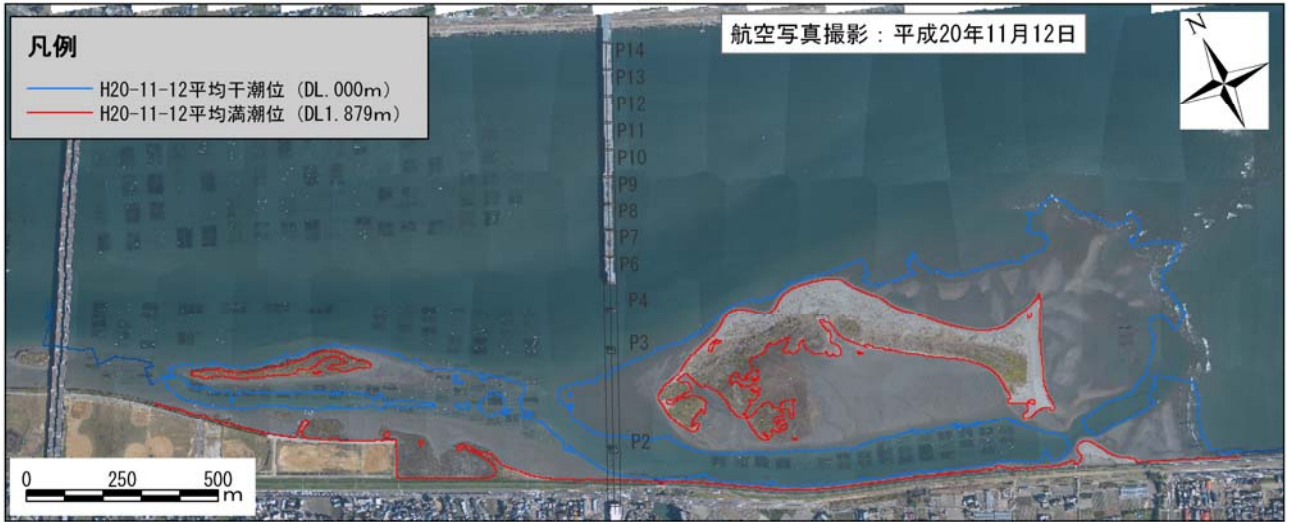 凡例
H20-11-12平均干潮位 (DL.000m)
H20-11-12平均満潮位 (DL1.879m)
航空写真撮影：平成20年11月12日
N
P14
P13
P12
P11
P10
P9
P8
P7
P6
P4
P3
P2
0 250 500
m